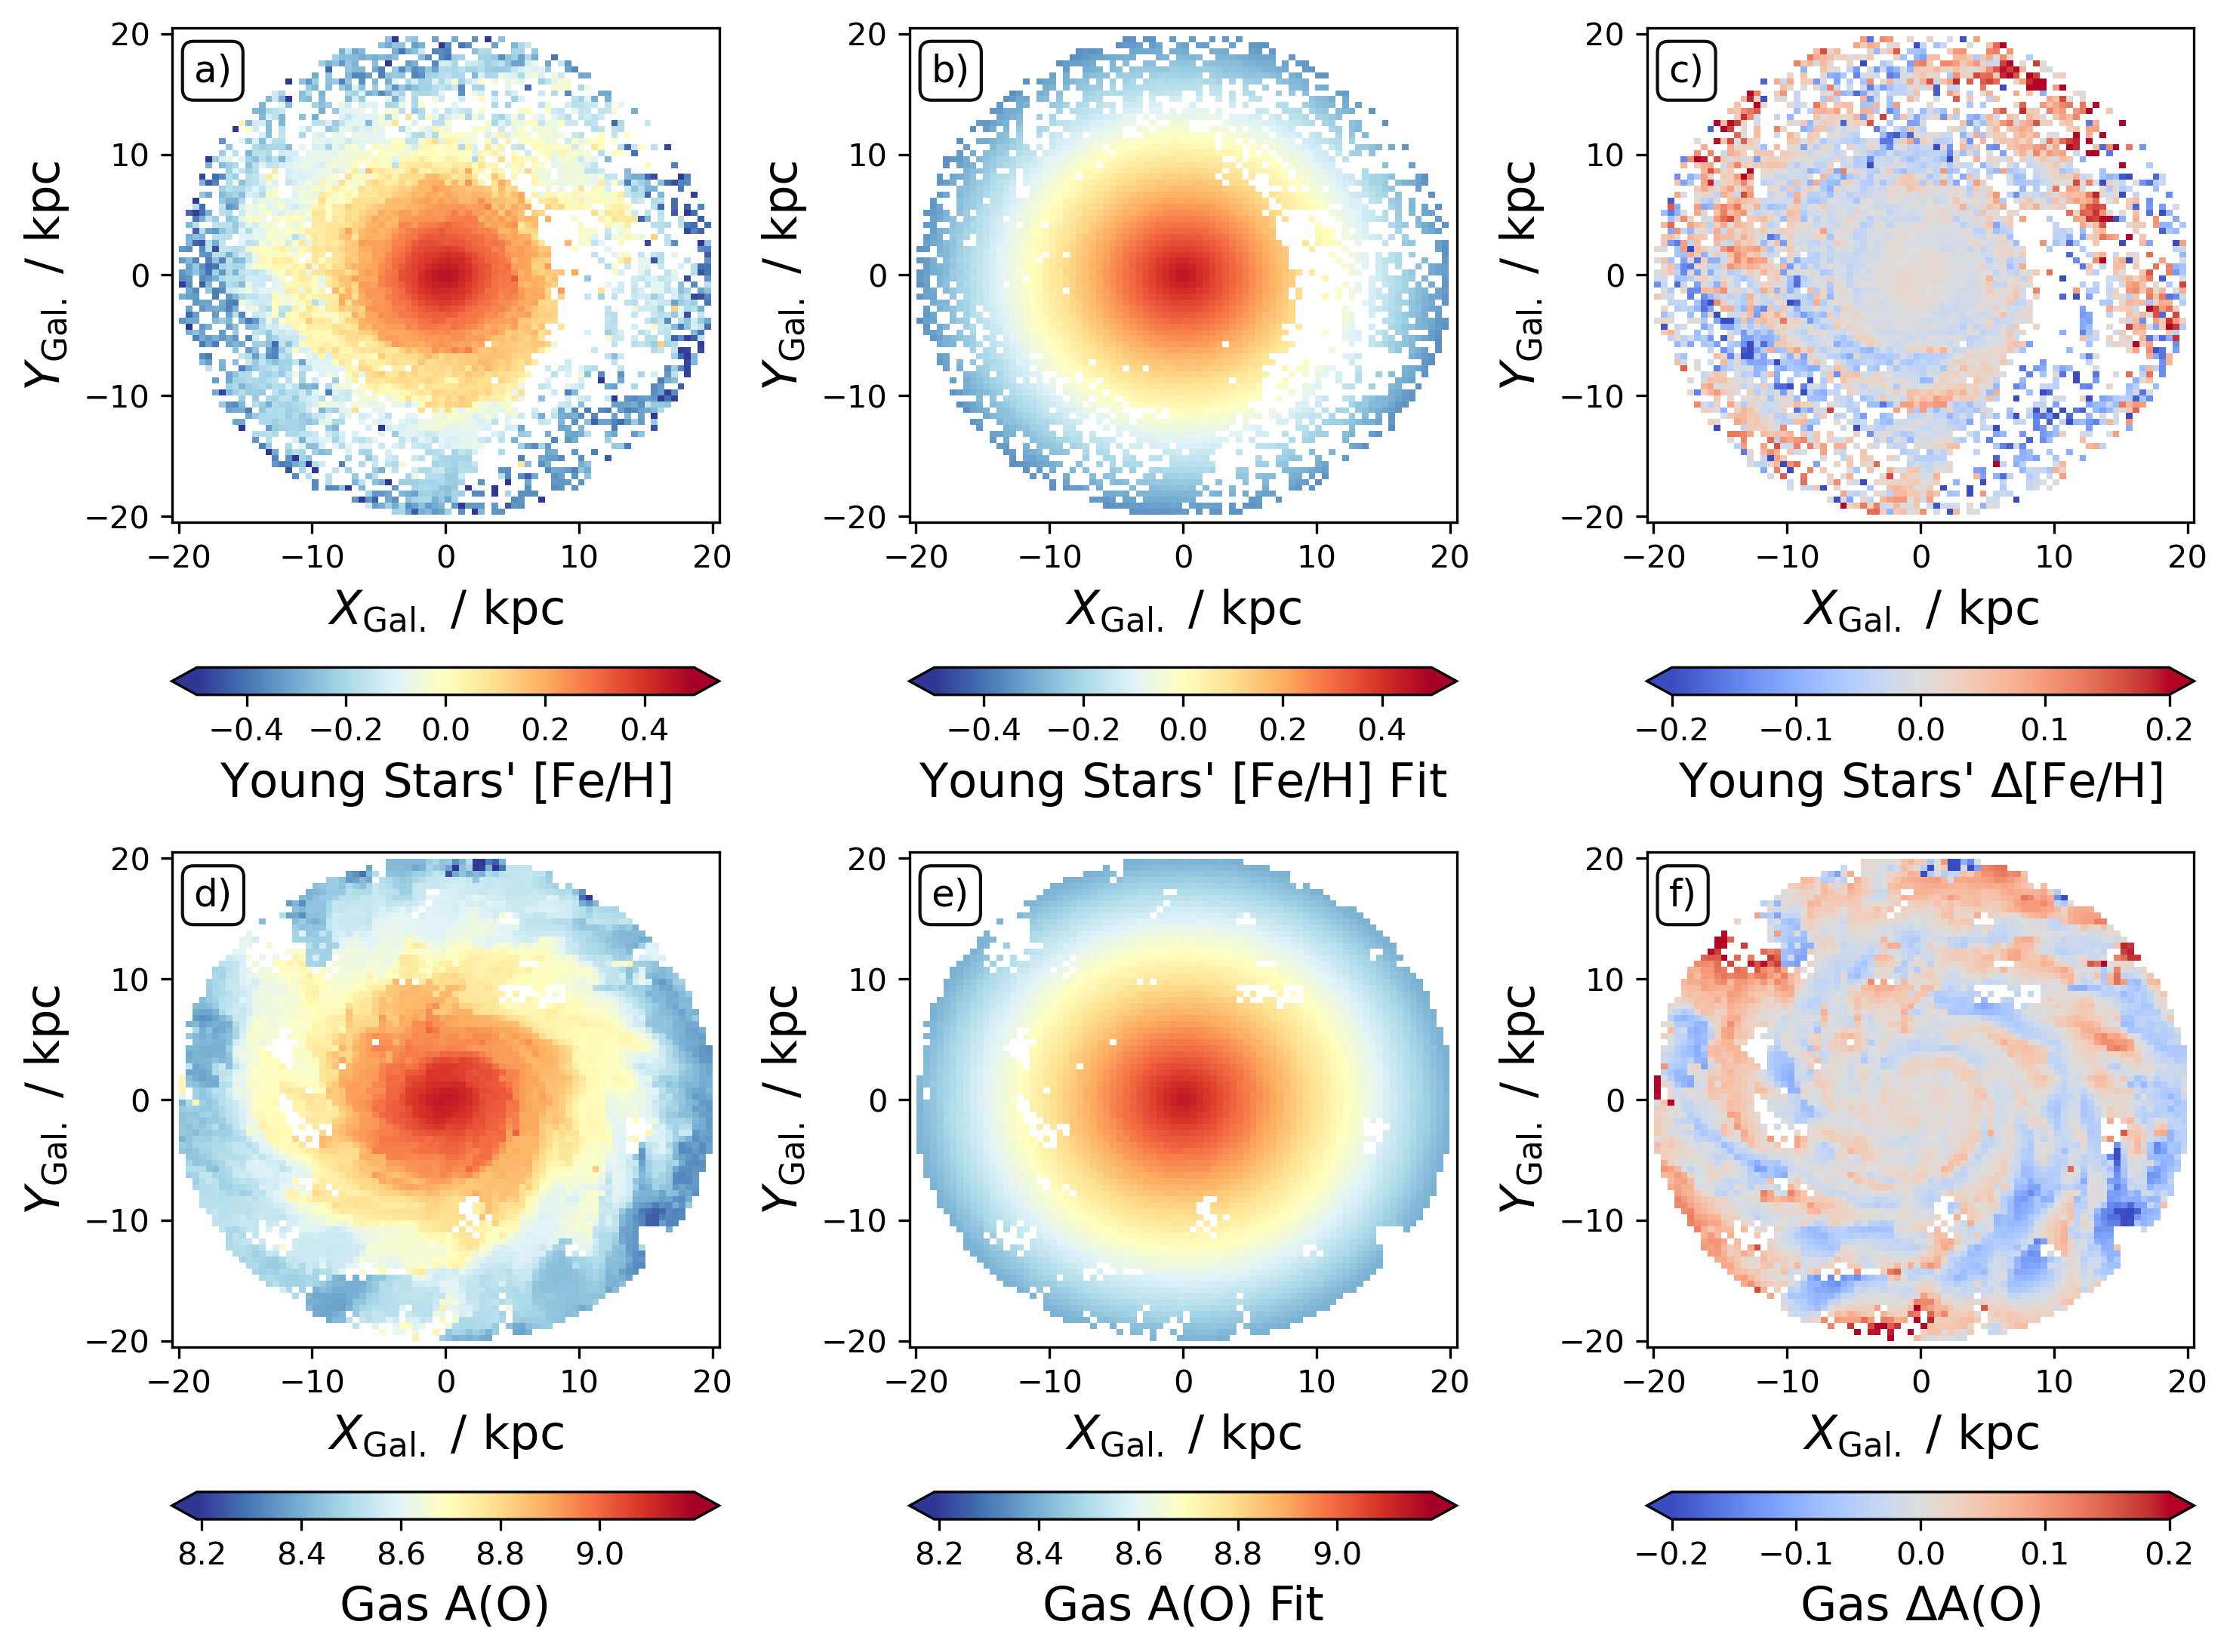 a) b) c)
20 20 20
10 10 10
0 0 0
−10 −10 −10
−20 −20 −20
Y_Gal. / kpc Y_Gal. / kpc Y_Gal. / kpc
−20 −10 0 10 20 −20 −10 0 10 20 −20 −10 0 10 20
X_Gal. / kpc X_Gal. / kpc X_Gal. / kpc
−0.4 −0.2 0.0 0.2 0.4 −0.4 −0.2 0.0 0.2 0.4 −0.2 −0.1 0.0 0.1 0.2
Young Stars' [Fe/H] Young Stars' [Fe/H] Fit Young Stars' Δ[Fe/H]
d) e) f)
20 20 20
10 10 10
0 0 0
−10 −10 −10
−20 −20 −20
Y_Gal. / kpc Y_Gal. / kpc Y_Gal. / kpc
−20 −10 0 10 20 −20 −10 0 10 20 −20 −10 0 10 20
X_Gal. / kpc X_Gal. / kpc X_Gal. / kpc
8.2 8.4 8.6 8.8 9.0 8.2 8.4 8.6 8.8 9.0 −0.2 −0.1 0.0 0.1 0.2
Gas A(O) Gas A(O) Fit Gas ΔA(O)